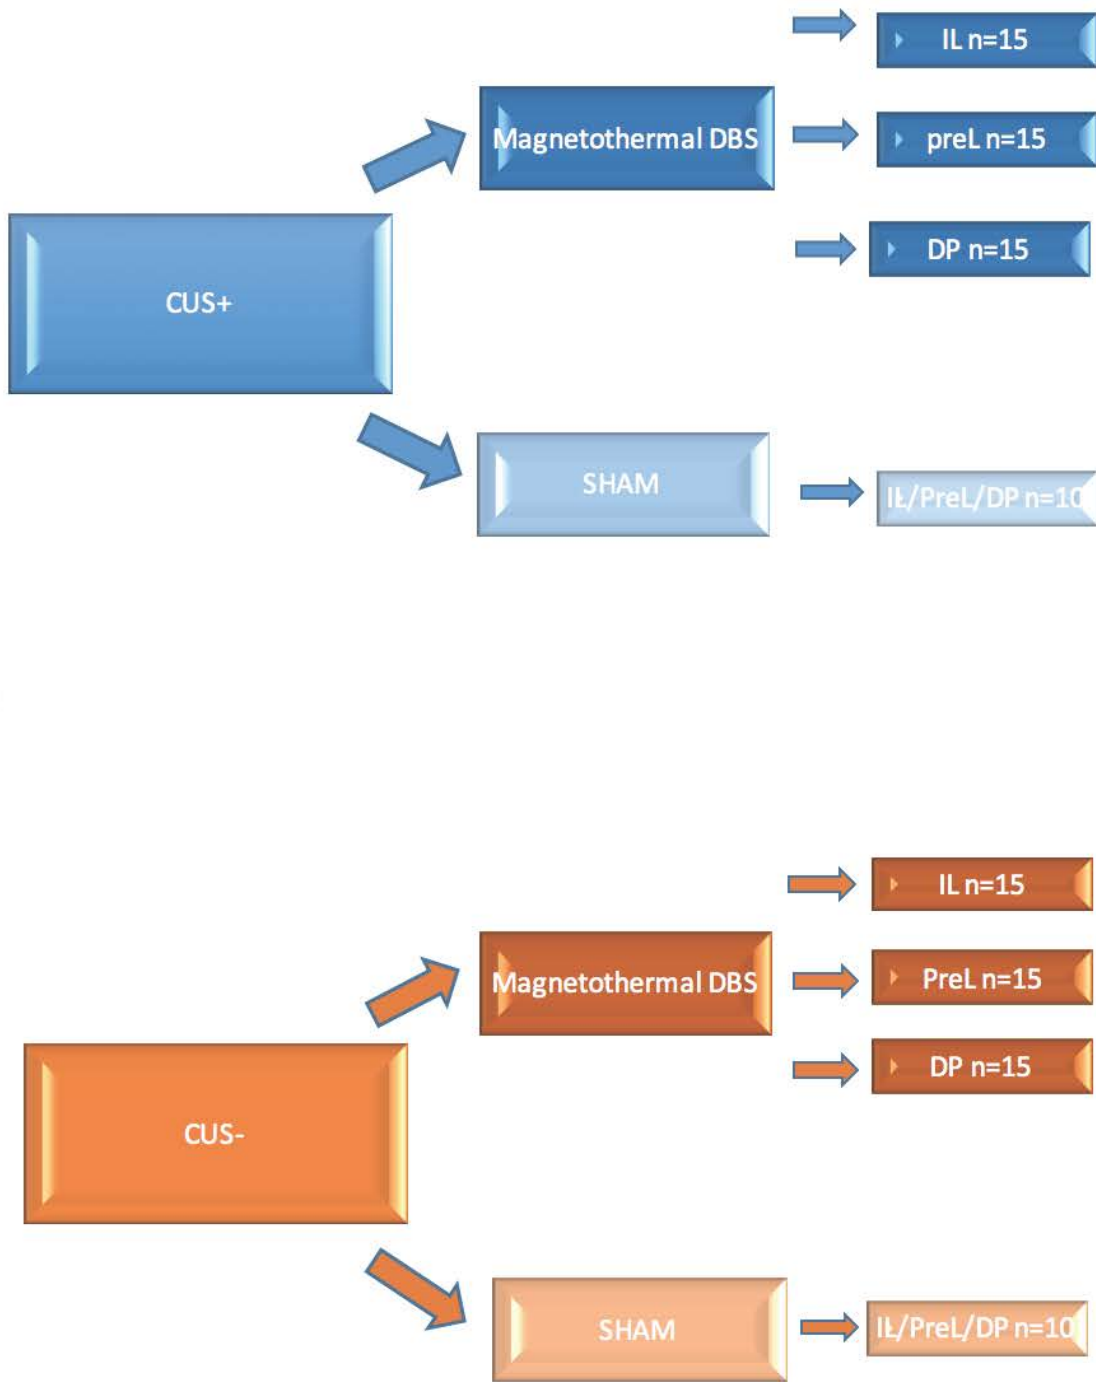 IL n=15
Magnetothermal DBS
preL n=15
DP n=15
CUS+
SHAM
IL/PreL/DP n=10
IL n=15
Magnetothermal DBS
PreL n=15
DP n=15
CUS-
SHAM
IL/PreL/DP n=10